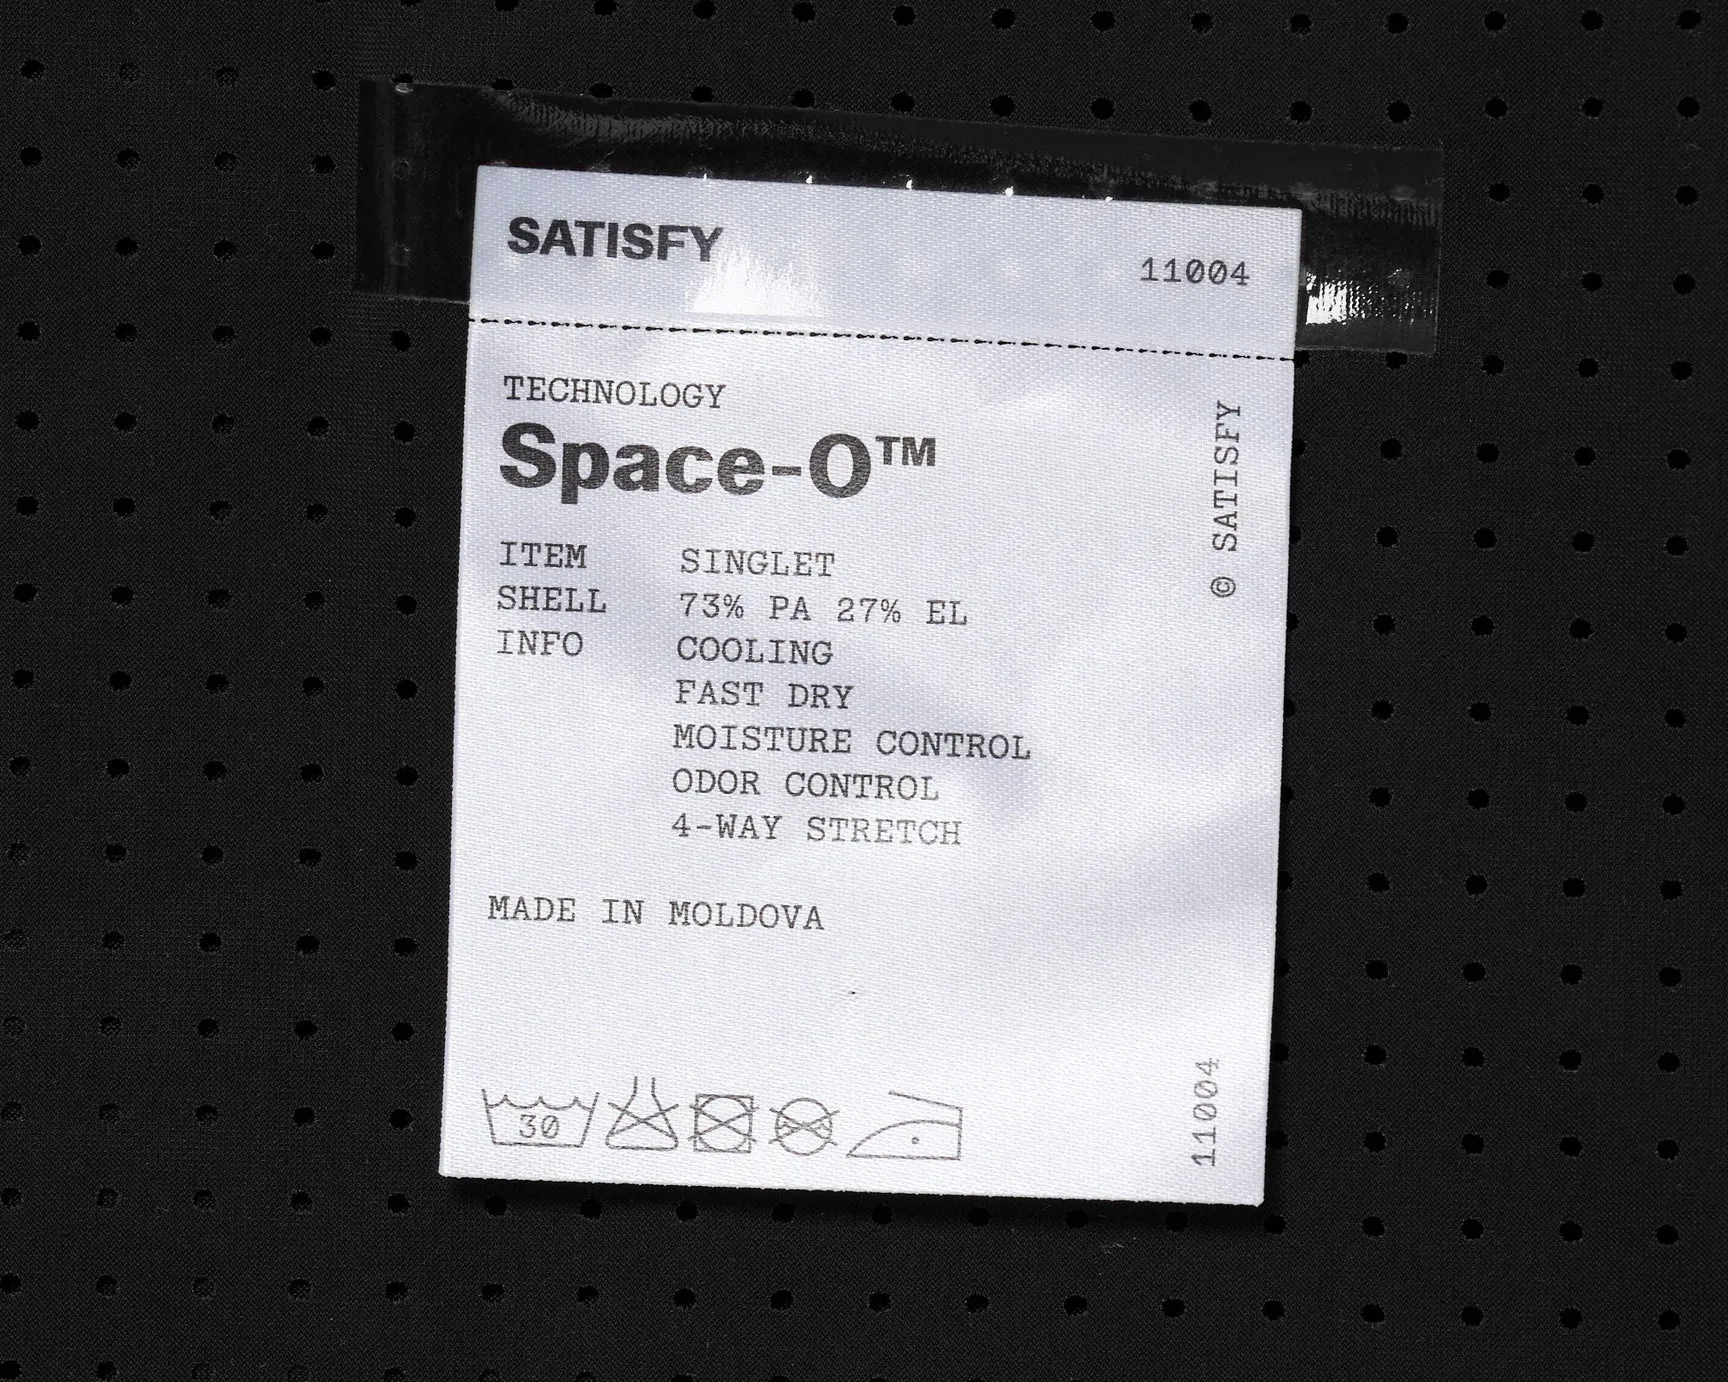 SATISFY
11004
TECHNOLOGY
Space-O™
ITEM SINGLET
SHELL 73% PA 27% EL
INFO COOLING
FAST DRY
MOISTURE CONTROL
ODOR CONTROL
4-WAY STRETCH
MADE IN MOLDOVA
30
© SATISFY
11004